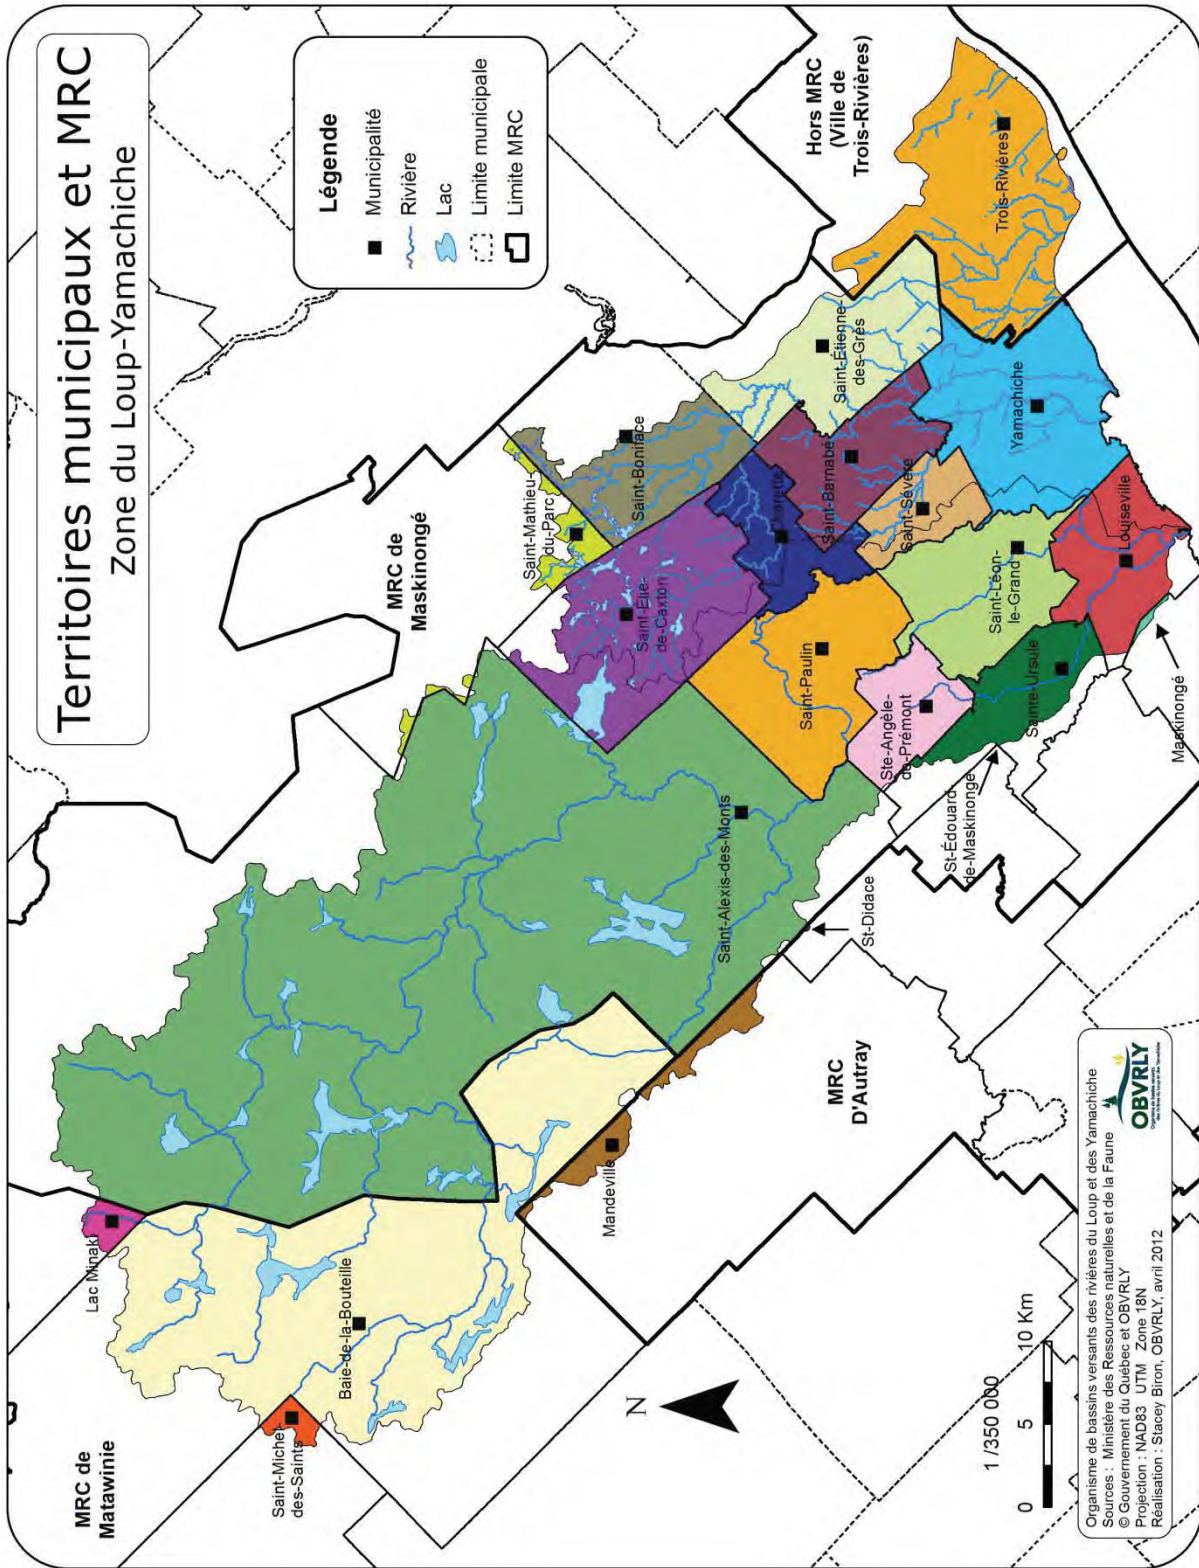 Territoires municipaux et MRC
Zone du Loup-Yamachiche
Légende
Municipalité
Rivière
Lac
Limite municipale
Limite MRC
MRC de
Matawinie
MRC de
Maskinongé
MRC
D'Autray
Hors MRC
(Ville de
Trois-Rivières)
Lac Minaki
Saint-Michel-
des-Saints
Baie-de-la-Bouteille
Mandeville
Saint-Alexis-des-Monts
St-Didace
St-Édouard-
de-Maskinonge
Maskinongé
Saint-Mathieu-
du-Parc
Saint-Boniface
Saint-Élie-
de-Caxton
Charette
Saint-Étienne-
des-Grès
Saint-Barnabé
Saint-Sévère
Saint-Paulin
Ste-Angèle-
de-Prémont
Sainte-Ursule
Saint-Léon-
le-Grand
Louiseville
Yamachiche
Trois-Rivières
N
1 /350 000
0 5 10 Km
Organisme de bassins versants des rivières du Loup et des Yamachiche
Sources : Ministère des Ressources naturelles et de la Faune
© Gouvernement du Québec et OBVRLY
Projection : NAD83 UTM Zone 18N
Réalisation : Stacey Biron, OBVRLY, avril 2012
OBVRLY